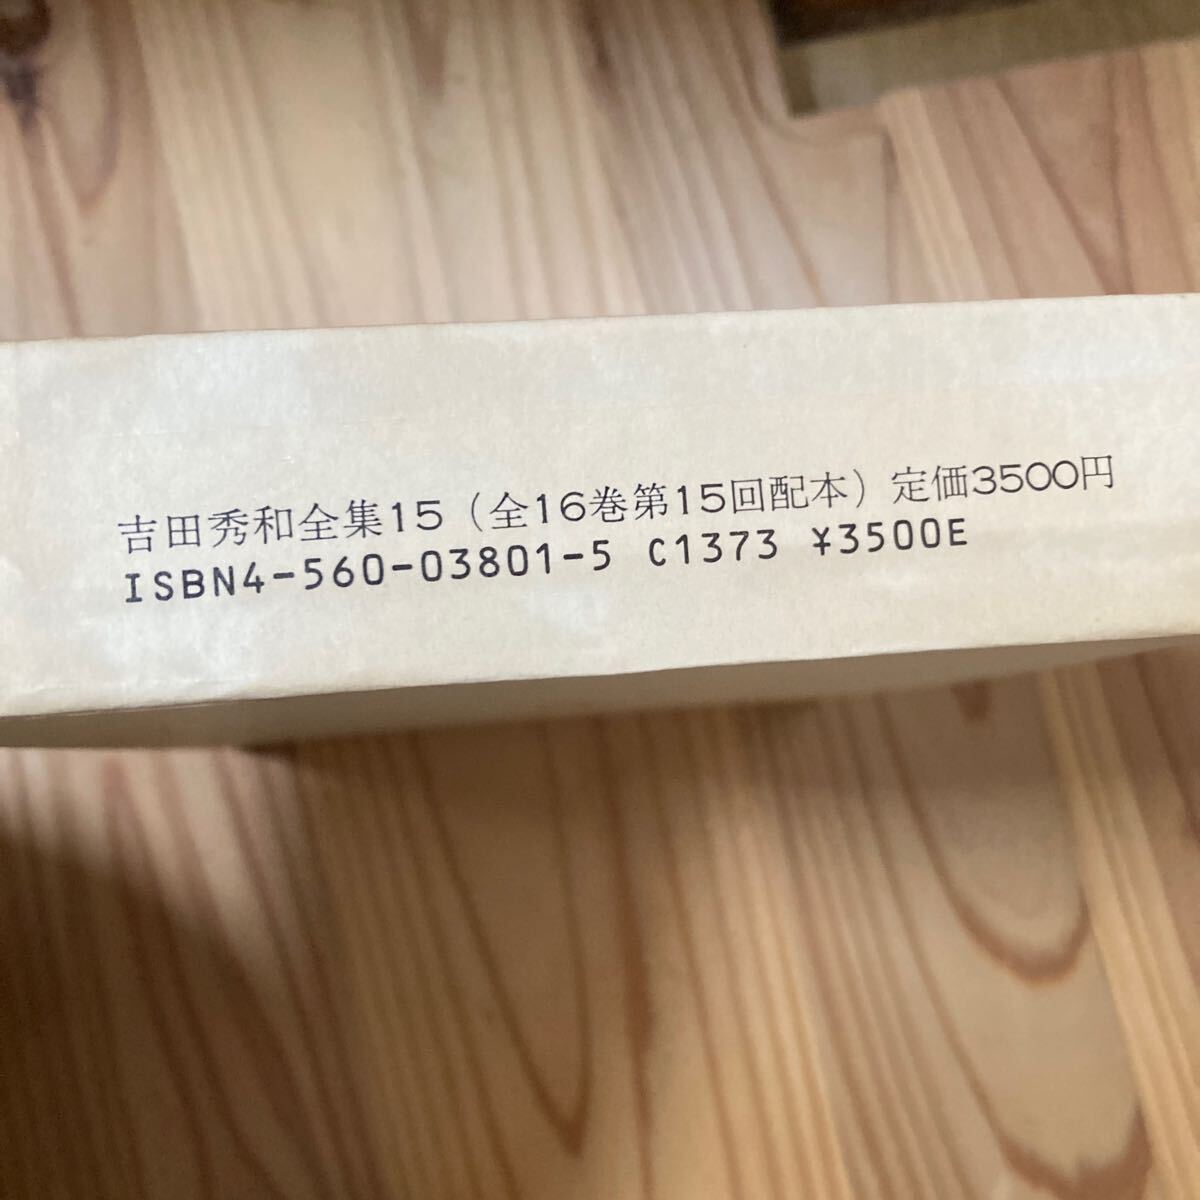 吉田秀和全集15（全16巻第15回配本）定価3500円
ISBN4-560-03801-5 C1373 ¥3500E